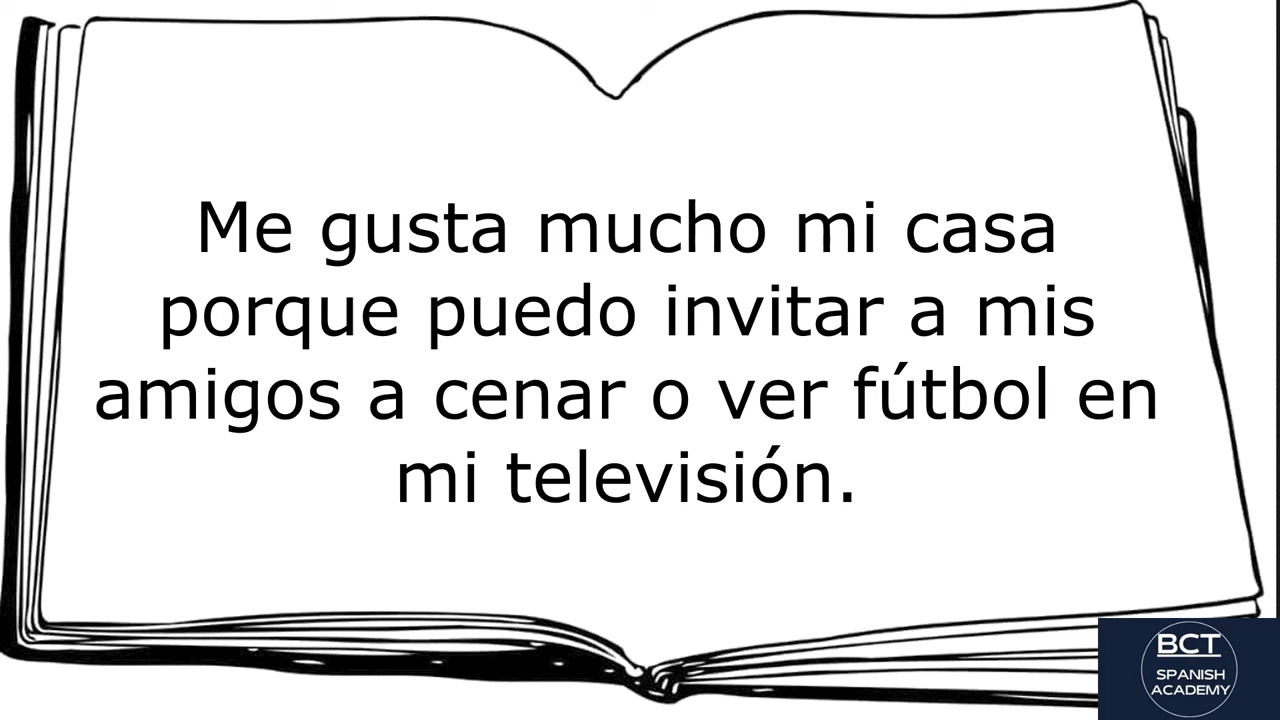 Me gusta mucho mi casa
porque puedo invitar a mis
amigos a cenar o ver fútbol en
mi televisión.
BCT
SPANISH
ACADEMY